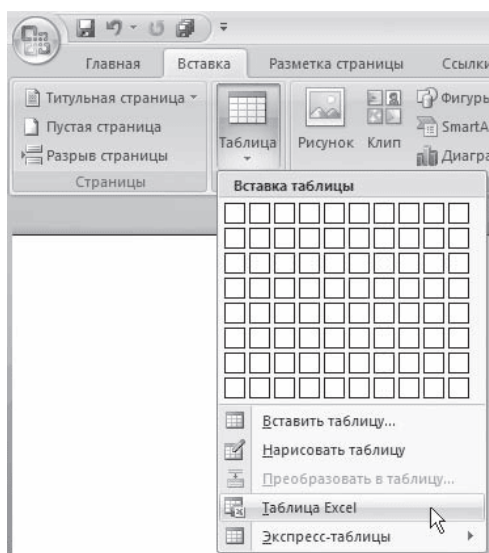 Главная Вставка Разметка страницы Ссылки
Титульная страница
Пустая страница
Разрыв страницы
Страницы
Таблица
Рисунок Клип
Фигуры
SmartA
Диагра
Вставка таблицы
Вставить таблицу...
Нарисовать таблицу
Преобразовать в таблицу...
Таблица Excel
Экспресс-таблицы